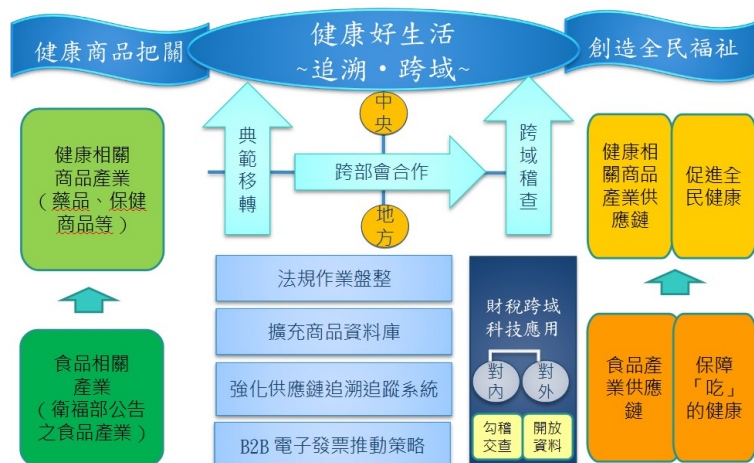 健康商品把關
健康好生活
~追溯·跨域~
創造全民福祉
健康相關
商品產業
（藥品、保健
商品等）
食品相關
產業
（衛福部公告
之食品產業）
典範移轉
中央
跨部會合作
地方
跨域稽查
法規作業盤整
擴充商品資料庫
強化供應鏈追溯追蹤系統
B2B 電子發票推動策略
財稅跨域
科技應用
對內
對外
勾稽
交查
開放
資料
健康相
關商品
產業供
應鏈
促進全
民健康
食品產
業供應
鏈
保障
「吃」
的健康